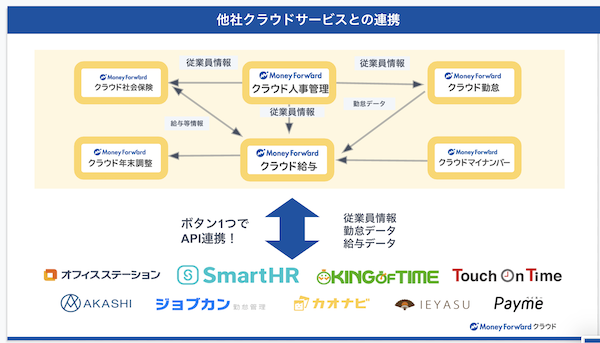 他社クラウドサービスとの連携
従業員情報
従業員情報
Money Forward
クラウド社会保険
Money Forward
クラウド人事管理
Money Forward
クラウド勤怠
従業員情報
勤怠データ
給与等情報
Money Forward
クラウド年末調整
Money Forward
クラウド給与
Money Forward
クラウドマイナンバー
ボタン1つで
API連携！
従業員情報
勤怠データ
給与データ
オフィスステーション
SmartHR
KING OF TIME
Touch On Time
AKASHI
ジョブカン 勤怠管理
カオナビ
IEYASU
Payme
Money Forward クラウド